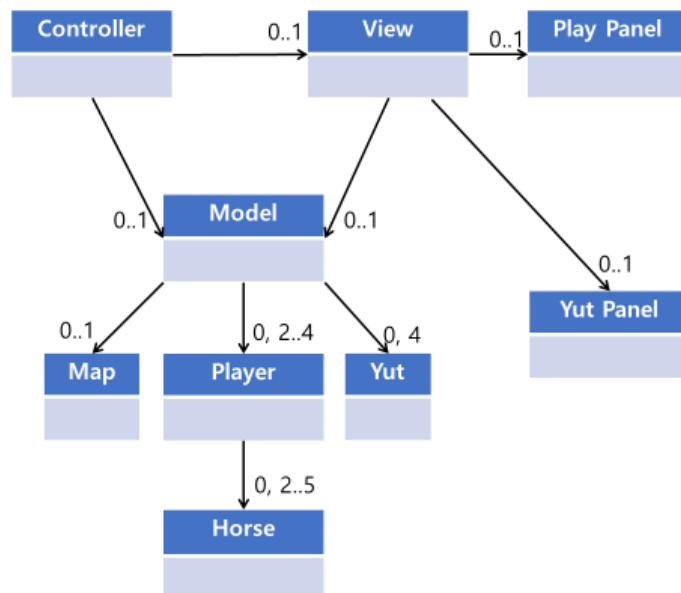 Controller
View
Play Panel
0..1
0..1
Model
0..1
0..1
0..1
Yut Panel
0..1
0, 2..4
0, 4
Map
Player
Yut
0, 2..5
Horse